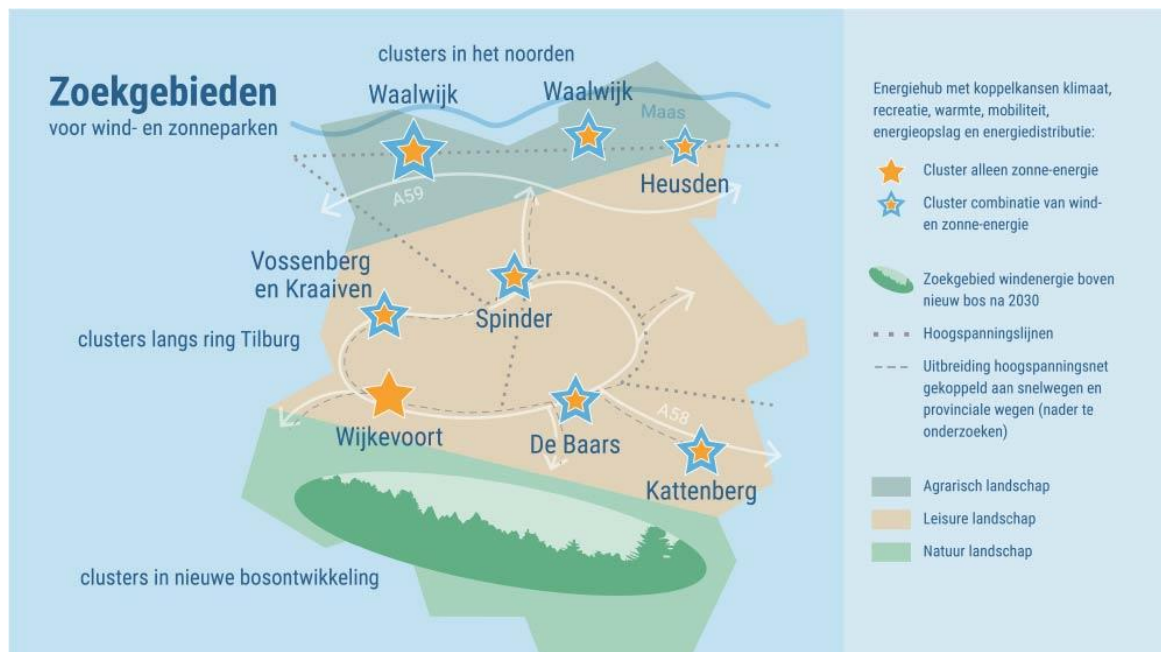 Zoekgebieden
voor wind- en zonneparken
clusters in het noorden
Waalwijk
Waalwijk
Maas
Heusden
A59
Vossenberg
en Kraaiven
Spinder
clusters langs ring Tilburg
Wijkevoort
De Baars
A58
Kattenberg
clusters in nieuwe bosontwikkeling
Energiehub met koppelkansen klimaat,
recreatie, warmte, mobiliteit,
energieopslag en energiedistributie:
Cluster alleen zonne-energie
Cluster combinatie van wind-
en zonne-energie
Zoekgebied windenergie boven
nieuw bos na 2030
Hoogspanningslijnen
Uitbreiding hoogspanningsnet
gekoppeld aan snelwegen en
provinciale wegen (nader te
onderzoeken)
Agrarisch landschap
Leisure landschap
Natuur landschap